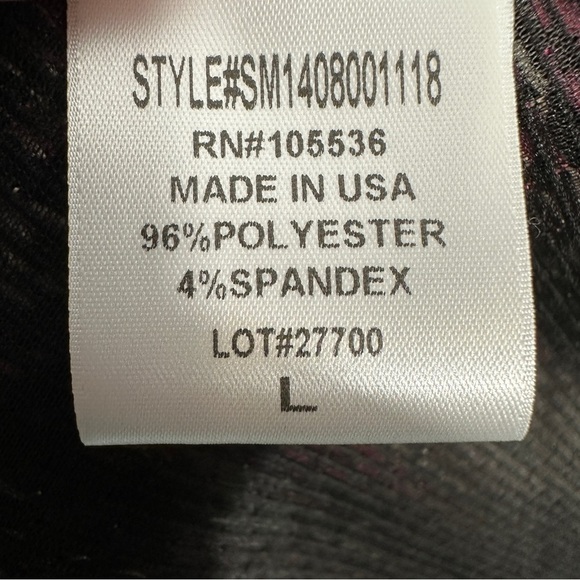 STYLE#SM1408001118
RN#105536
MADE IN USA
96%POLYESTER
4%SPANDEX
LOT#27700
L